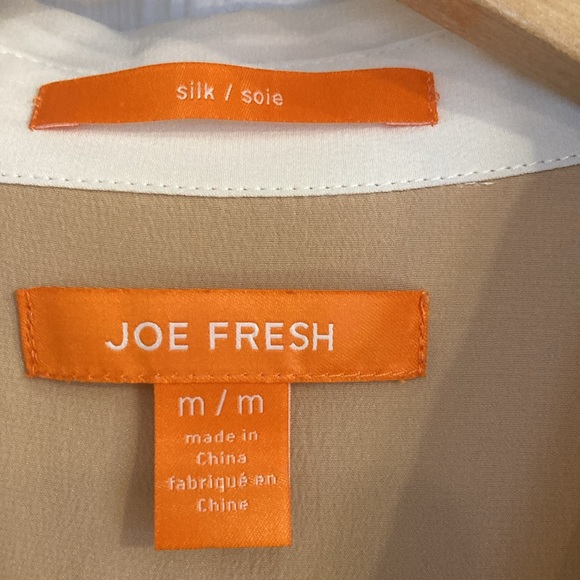 silk / soie
JOE FRESH
m / m
made in
China
fabriqué en
Chine